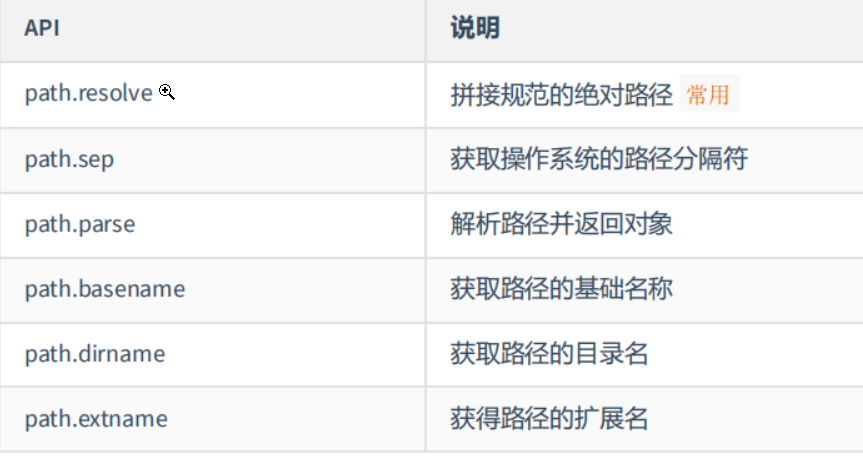 API 说明
path.resolve 拼接规范的绝对路径 常用
path.sep 获取操作系统的路径分隔符
path.parse 解析路径并返回对象
path.basename 获取路径的基础名称
path.dirname 获取路径的目录名
path.extname 获得路径的扩展名